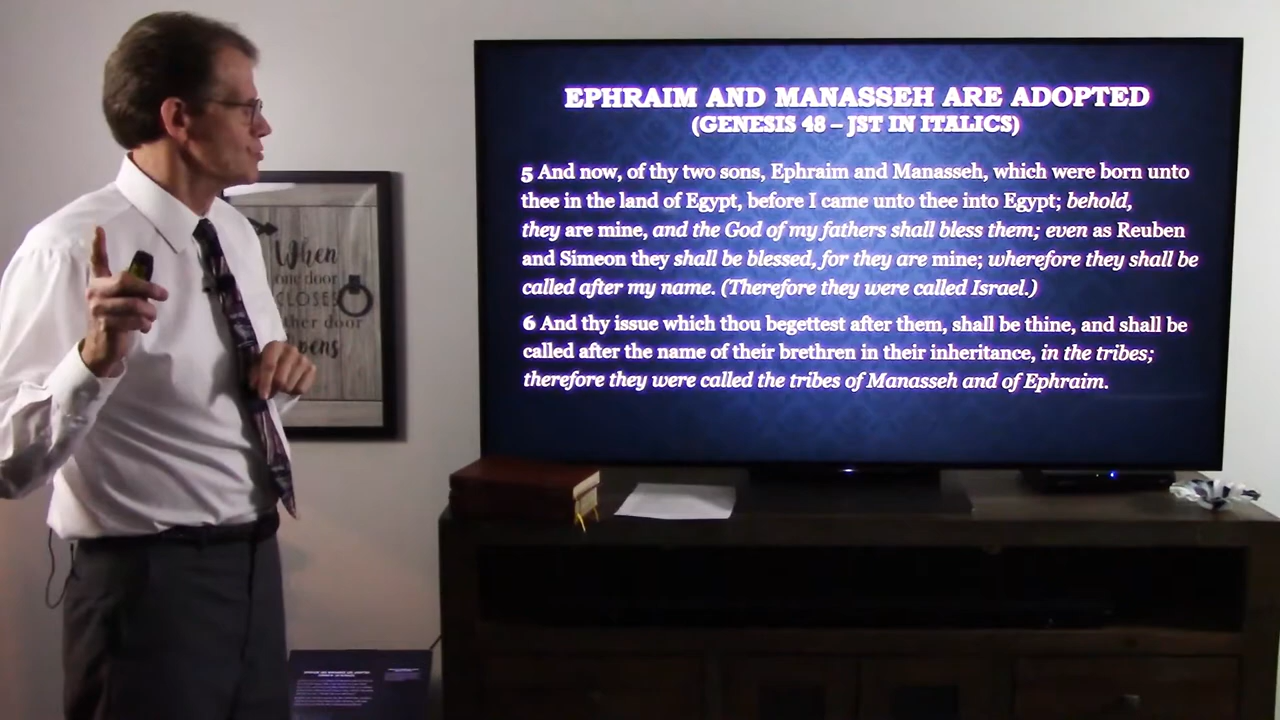 EPHRAIM AND MANASSEH ARE ADOPTED
(GENESIS 48 – JST IN ITALICS)
5 And now, of thy two sons, Ephraim and Manasseh, which were born unto
thee in the land of Egypt, before I came unto thee into Egypt; behold,
they are mine, and the God of my fathers shall bless them; even as Reuben
and Simeon they shall be blessed, for they are mine; wherefore they shall be
called after my name. (Therefore they were called Israel.)
6 And thy issue which thou begettest after them, shall be thine, and shall be
called after the name of their brethren in their inheritance, in the tribes;
therefore they were called the tribes of Manasseh and of Ephraim.
When
one door
CLOSES
ther door
pens
EPHRAIM AND MANASSEH ARE ADOPTED